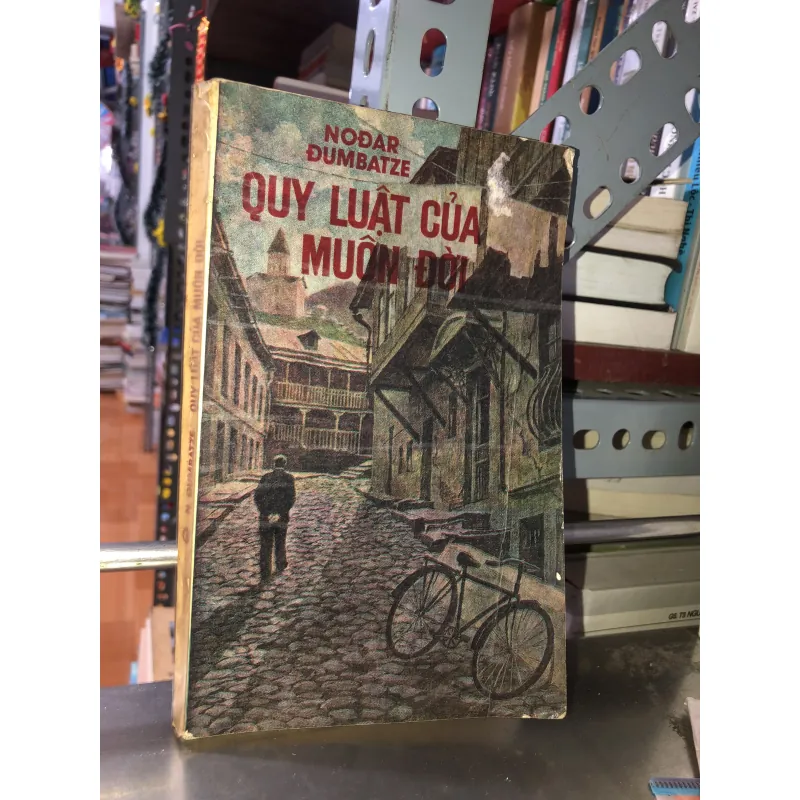 NOĐAR
ĐUMBATZE
QUY LUẬT CỦA
MUÔN ĐỜI
N. ĐUMBATZE QUY LUẬT CỦA MUÔN ĐỜI